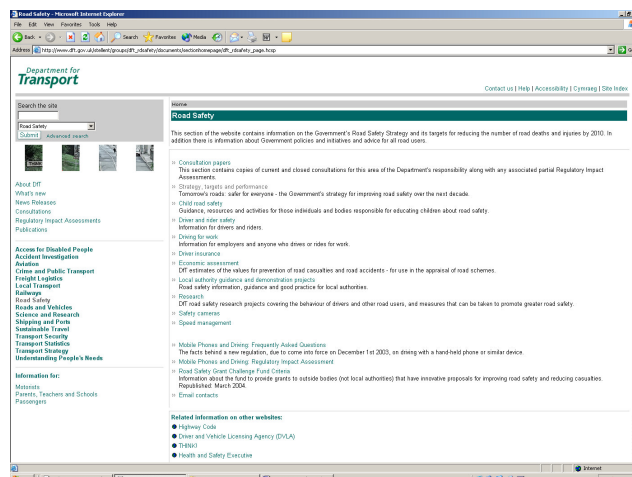 Road Safety - Microsoft Internet Explorer
File Edit View Favorites Tools Help
Back Search Favorites Media
Address http://www.dft.gov.uk/stellent/groups/dft_rdsafety/documents/sectionhomepage/dft_rdsafety_page.hcsp
Department for
Transport
Contact us | Help | Accessibility | Cymraeg | Site Index
Search the site
Road Safety
Submit Advanced search
About DfT
What's new
News Releases
Consultations
Regulatory Impact Assessments
Publications
Access for Disabled People
Accident Investigation
Aviation
Crime and Public Transport
Freight Logistics
Local Transport
Railways
Road Safety
Roads and Vehicles
Science and Research
Shipping and Ports
Sustainable Travel
Transport Security
Transport Statistics
Transport Strategy
Understanding People's Needs
Information for:
Motorists
Parents, Teachers and Schools
Passengers
Home
Road Safety
This section of the website contains information on the Government's Road Safety Strategy and its targets for reducing the number of road deaths and injuries by 2010. In
addition there is information about Government policies and initiatives and advice for all road users.
Consultation papers
This section contains copies of current and closed consultations for this area of the Department's responsibility along with any associated partial Regulatory Impact
Assessments.
Strategy, targets and performance
Tomorrow's roads: safer for everyone - the Government's strategy for improving road safety over the next decade.
Child road safety
Guidance, resources and activities for those individuals and bodies responsible for educating children about road safety.
Driver and rider safety
Information for drivers and riders.
Driving for work
Information for employers and anyone who drives or rides for work.
Driver insurance
Economic assessment
DfT estimates of the values for prevention of road casualties and road accidents - for use in the appraisal of road schemes.
Local authority guidance and demonstration projects
Road safety information, guidance and good practice for local authorities.
Research
DfT road safety research projects covering the behaviour of drivers and other road users, and measures that can be taken to promote greater road safety.
Safety cameras
Speed management
Mobile Phones and Driving: Frequently Asked Questions
The facts behind a new regulation, due to come into force on December 1st 2003, on driving with a hand-held phone or similar device.
Mobile Phones and Driving: Regulatory Impact Assessment
Road Safety Grant Challenge Fund Criteria
Information about the fund to provide grants to outside bodies (not local authorities) that have innovative proposals for improving road safety and reducing casualties.
Republished: March 2004.
Email contacts
Related Information on other websites:
Highway Code
Driver and Vehicle Licensing Agency (DVLA)
THINK!
Health and Safety Executive
Internet